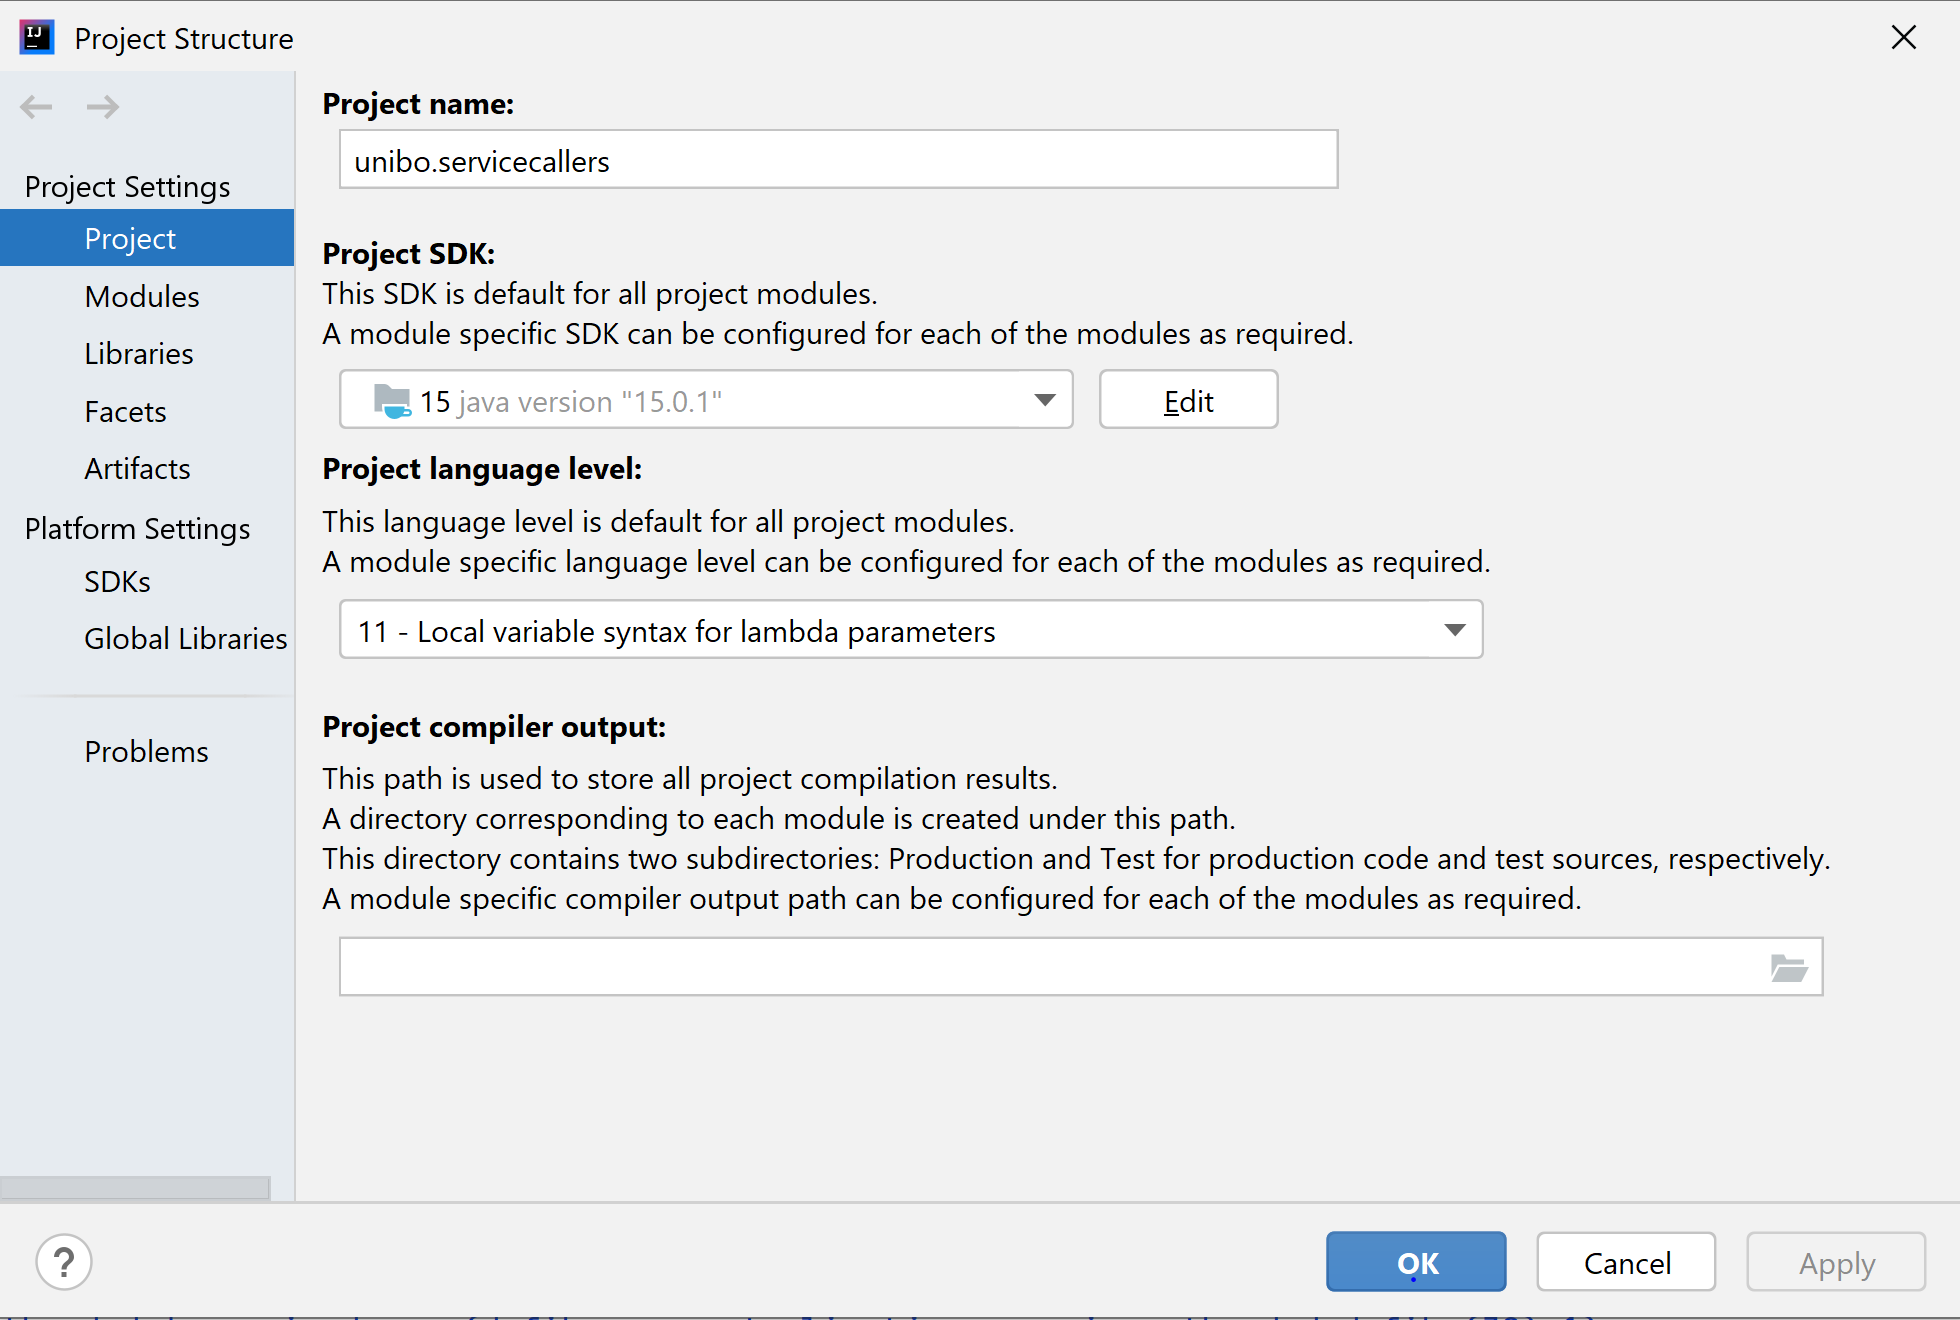 IJ
Project Structure
Project Settings
Project
Modules
Libraries
Facets
Artifacts
Platform Settings
SDKs
Global Libraries
Problems
Project name:
unibo.servicecallers
Project SDK:
This SDK is default for all project modules.
A module specific SDK can be configured for each of the modules as required.
15 java version "15.0.1"
Edit
Project language level:
This language level is default for all project modules.
A module specific language level can be configured for each of the modules as required.
11 - Local variable syntax for lambda parameters
Project compiler output:
This path is used to store all project compilation results.
A directory corresponding to each module is created under this path.
This directory contains two subdirectories: Production and Test for production code and test sources, respectively.
A module specific compiler output path can be configured for each of the modules as required.
?
OK
Cancel
Apply